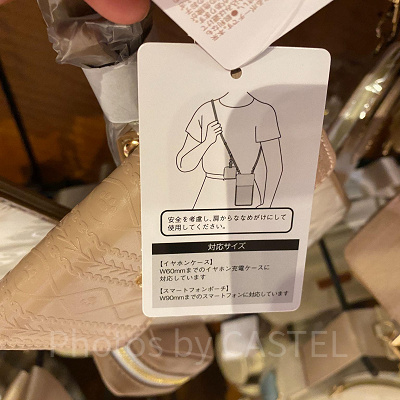 安全を考慮し、肩からななめがけにして
使用してください。
対応サイズ
【イヤホンケース】
W60mmまでのイヤホン充電ケースに
対応しています
【スマートフォンポーチ】
W90mmまでのスマートフォンに対応しています
Photos by CASTEL